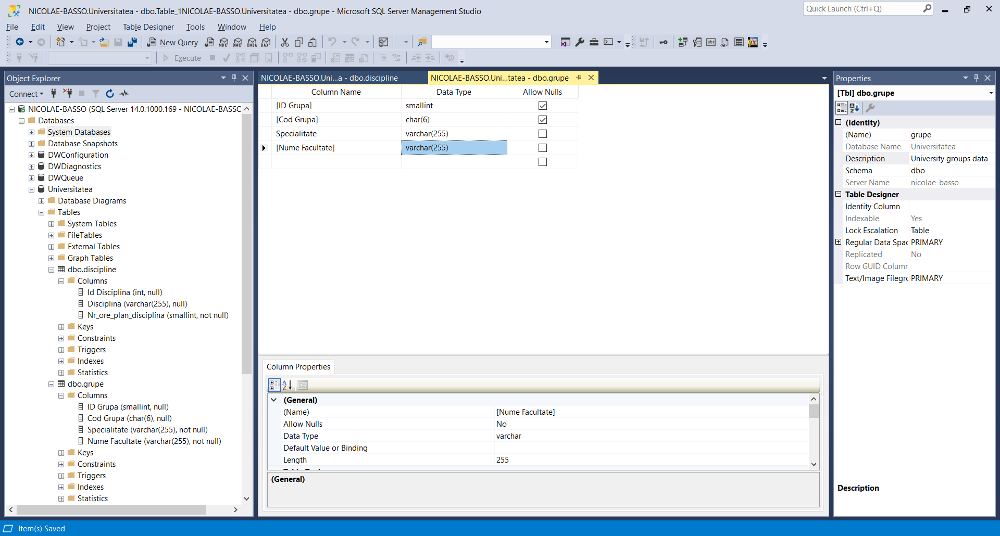 NICOLAE-BASSO.Universitatea - dbo.Table_1NICOLAE-BASSO.Universitatea - dbo.grupe - Microsoft SQL Server Management Studio
Quick Launch (Ctrl+Q)
File Edit View Project Table Designer Tools Window Help
New Query MDX DMX XMLA DAX
abc
Execute
Object Explorer
Connect
NICOLAE-BASSO (SQL Server 14.0.1000.169 - NICOLAE-BASSO
Databases
System Databases
Database Snapshots
DWConfiguration
DWDiagnostics
DWQueue
Universitatea
Database Diagrams
Tables
System Tables
FileTables
External Tables
Graph Tables
dbo.discipline
Columns
Id Disciplina (int, null)
Disciplina (varchar(255), null)
Nr_ore_plan_disciplina (smallint, not null)
Keys
Constraints
Triggers
Indexes
Statistics
dbo.grupe
Columns
ID Grupa (smallint, null)
Cod Grupa (char(6), null)
Specialitate (varchar(255), not null)
Nume Facultate (varchar(255), not null)
Keys
Constraints
Triggers
Indexes
Statistics
NICOLAE-BASSO.Uni...a - dbo.discipline
NICOLAE-BASSO.Uni...tatea - dbo.grupe
Column Name Data Type Allow Nulls
[ID Grupa] smallint
[Cod Grupa] char(6)
Specialitate varchar(255)
[Nume Facultate] varchar(255)
Column Properties
(General)
(Name) [Nume Facultate]
Allow Nulls No
Data Type varchar
Default Value or Binding
Length 255
(General)
Properties
[Tbl] dbo.grupe
(Identity)
(Name) grupe
Database Name Universitatea
Description University groups data
Schema dbo
Server Name nicolae-basso
Table Designer
Identity Column
Indexable Yes
Lock Escalation Table
Regular Data Spac PRIMARY
Replicated No
Row GUID Column
Text/Image Filegro PRIMARY
Description
Item(s) Saved